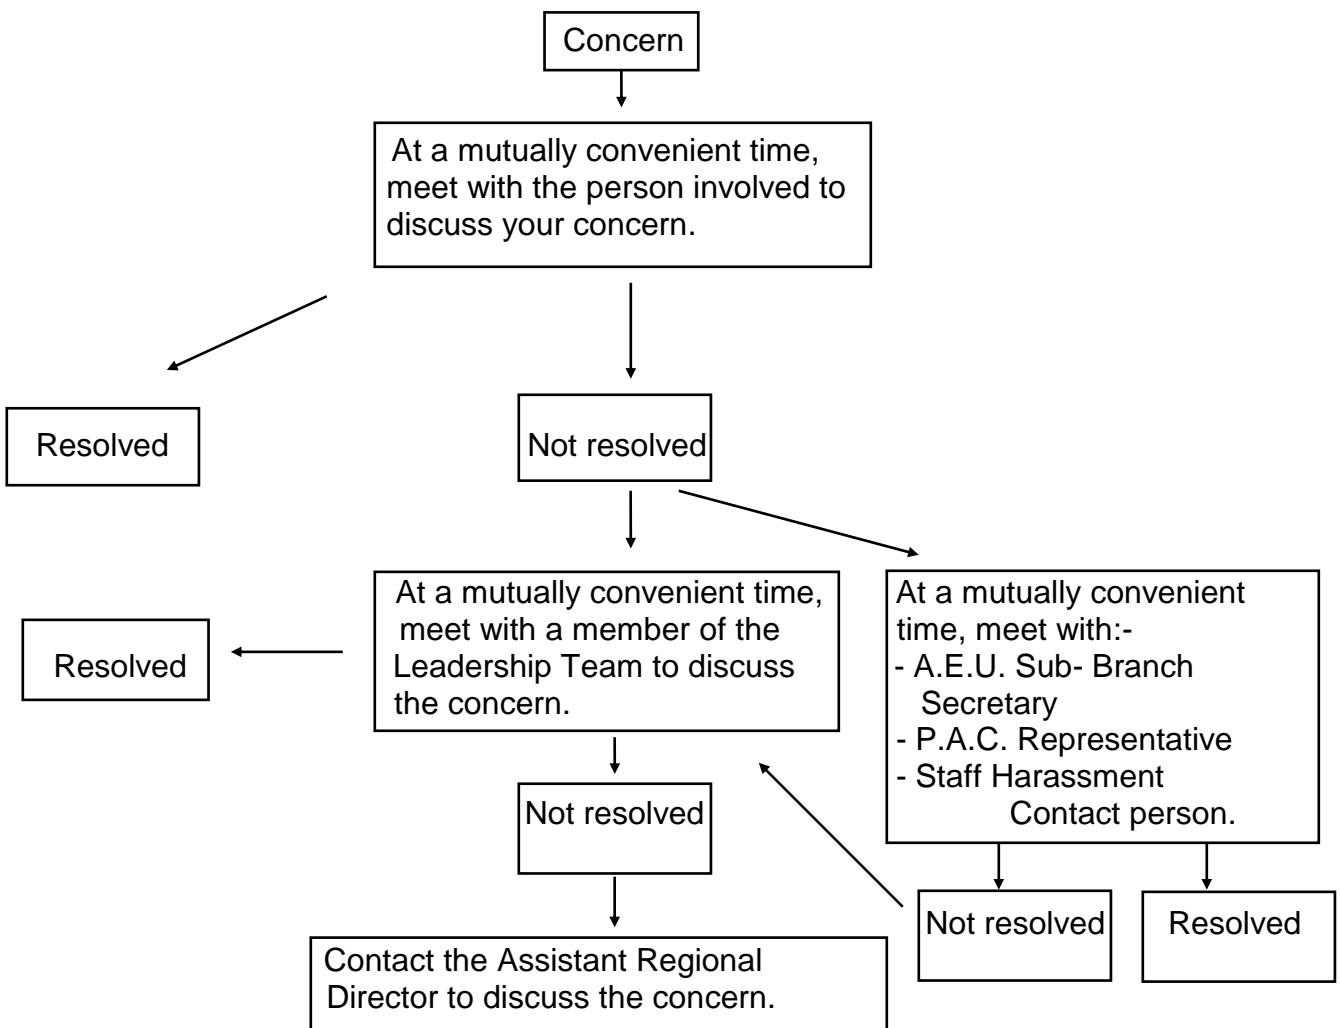 Concern
At a mutually convenient time,
meet with the person involved to
discuss your concern.
Resolved
Not resolved
At a mutually convenient time,
meet with a member of the
Leadership Team to discuss
the concern.
Resolved
At a mutually convenient
time, meet with:-
- A.E.U. Sub- Branch
Secretary
- P.A.C. Representative
- Staff Harassment
Contact person.
Not resolved
Not resolved
Resolved
Contact the Assistant Regional
Director to discuss the concern.